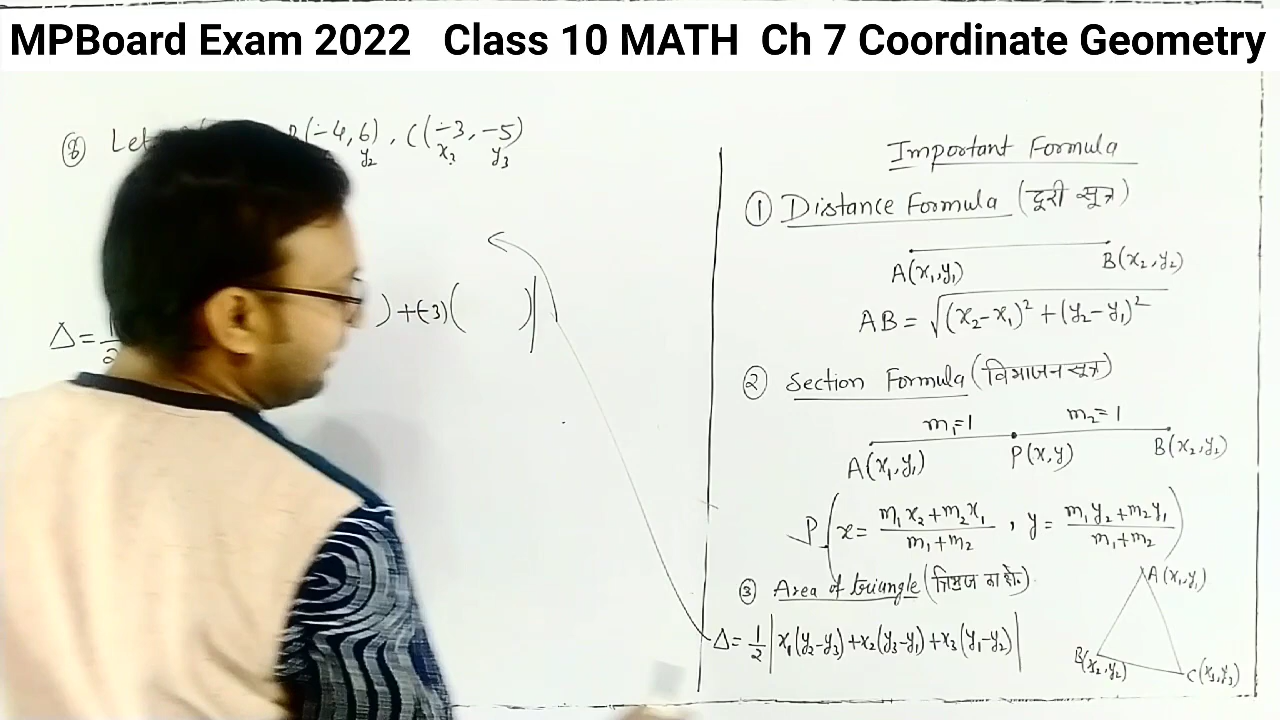 MPBoard Exam 2022 Class 10 MATH Ch 7 Coordinate Geometry
⑧ Let B(-4, 6), C(-3, -5)
y₂ x₃ y₃
Δ = 1/2 ) + (-3)( )|
Important Formula
① Distance Formula (दूरी सूत्र)
A(x₁, y₁) B(x₂, y₂)
AB = √(x₂-x₁)² + (y₂-y₁)²
② Section Formula (विभाजन सूत्र)
m₁=1 m₂=1
A(x₁, y₁) P(x, y) B(x₂, y₂)
P(x = m₁x₂+m₂x₁/m₁+m₂, y = m₁y₂+m₂y₁/m₁+m₂)
③ Area of triangle (त्रिभुज का क्षे०)
Δ = 1/2 |x₁(y₂-y₃) + x₂(y₃-y₁) + x₃(y₁-y₂)|
A(x₁, y₁)
B(x₂, y₂) C(x₃, y₃)